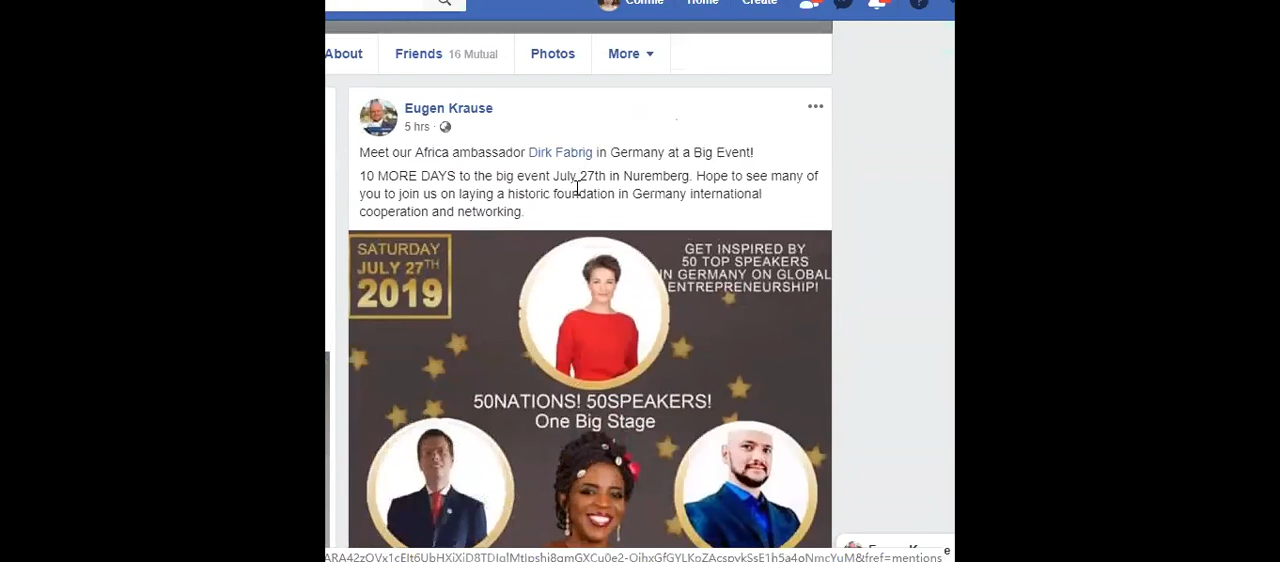 Connie Home Create
About Friends 16 Mutual Photos More
Eugen Krause
5 hrs ·
Meet our Africa ambassador Dirk Fabrig in Germany at a Big Event!
10 MORE DAYS to the big event July 27th in Nuremberg. Hope to see many of
you to join us on laying a historic foundation in Germany international
cooperation and networking.
SATURDAY
JULY 27TH
2019
GET INSPIRED BY
50 TOP SPEAKERS
IN GERMANY ON GLOBAL
ENTREPRENEURSHIP!
50NATIONS! 50SPEAKERS!
One Big Stage